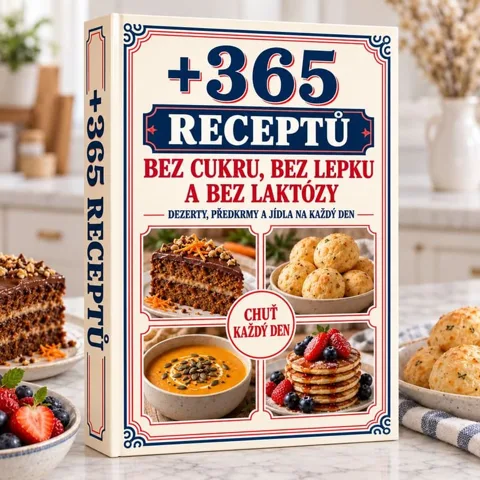 +365 RECEPTŮ
+365
RECEPTŮ
BEZ CUKRU, BEZ LEPKU
A BEZ LAKTÓZY
DEZERTY, PŘEDKRMY A JÍDLA NA KAŽDÝ DEN
CHUŤ
KAŽDÝ DEN